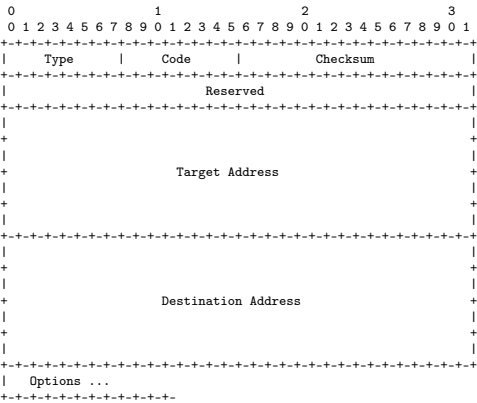 0                   1                   2                   3
0 1 2 3 4 5 6 7 8 9 0 1 2 3 4 5 6 7 8 9 0 1 2 3 4 5 6 7 8 9 0 1
+-+-+-+-+-+-+-+-+-+-+-+-+-+-+-+-+-+-+-+-+-+-+-+-+-+-+-+-+-+-+-+-+
|     Type      |     Code      |          Checksum             |
+-+-+-+-+-+-+-+-+-+-+-+-+-+-+-+-+-+-+-+-+-+-+-+-+-+-+-+-+-+-+-+-+
|                           Reserved                            |
+-+-+-+-+-+-+-+-+-+-+-+-+-+-+-+-+-+-+-+-+-+-+-+-+-+-+-+-+-+-+-+-+
|                                                               |
+                                                               +
|                                                               |
+                       Target Address                          +
|                                                               |
+                                                               +
|                                                               |
+-+-+-+-+-+-+-+-+-+-+-+-+-+-+-+-+-+-+-+-+-+-+-+-+-+-+-+-+-+-+-+-+
|                                                               |
+                                                               +
|                                                               |
+                     Destination Address                       +
|                                                               |
+                                                               +
|                                                               |
+-+-+-+-+-+-+-+-+-+-+-+-+-+-+-+-+-+-+-+-+-+-+-+-+-+-+-+-+-+-+-+-+
|   Options ...
+-+-+-+-+-+-+-+-+-+-+-+-